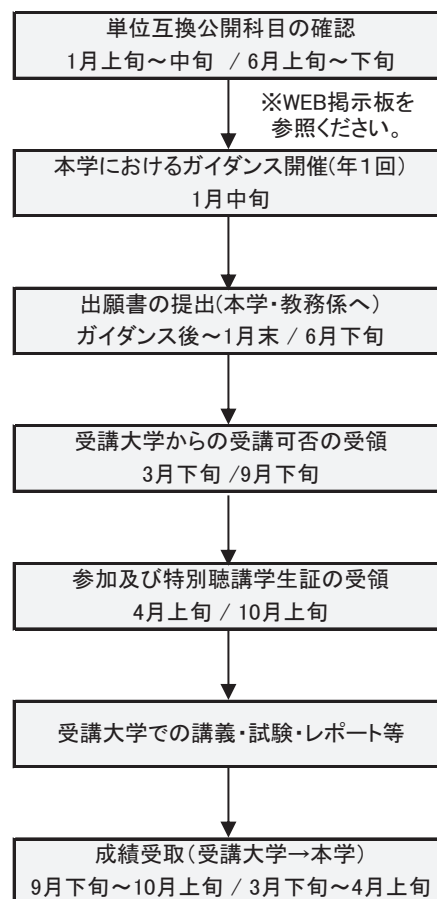 単位互換公開科目の確認
1月上旬～中旬 / 6月上旬～下旬
※WEB掲示板を
参照ください。
本学におけるガイダンス開催(年１回)
1月中旬
出願書の提出(本学・教務係へ)
ガイダンス後～1月末 / 6月下旬
受講大学からの受講可否の受領
3月下旬 /9月下旬
参加及び特別聴講学生証の受領
4月上旬 / 10月上旬
受講大学での講義・試験・レポート等
成績受取（受講大学→本学）
9月下旬～10月上旬 / 3月下旬～4月上旬